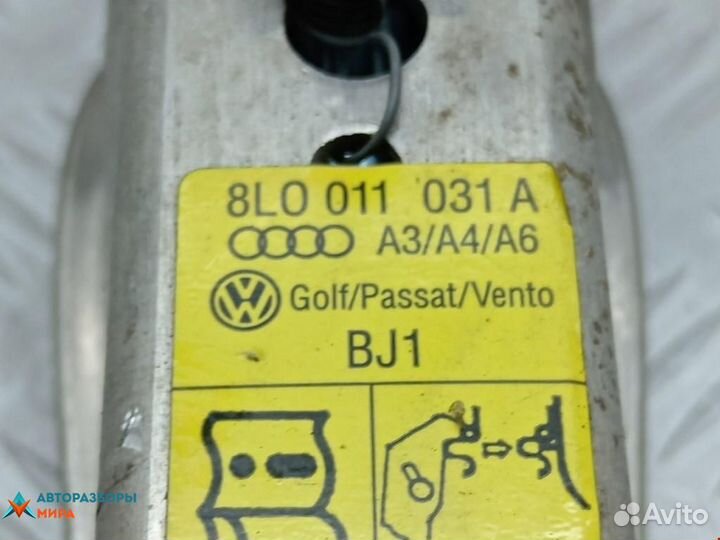 8L0 011 031 A
A3/A4/A6
Golf/Passat/Vento
BJ1
АВТОРАЗБОРЫ
МИРА
Avito